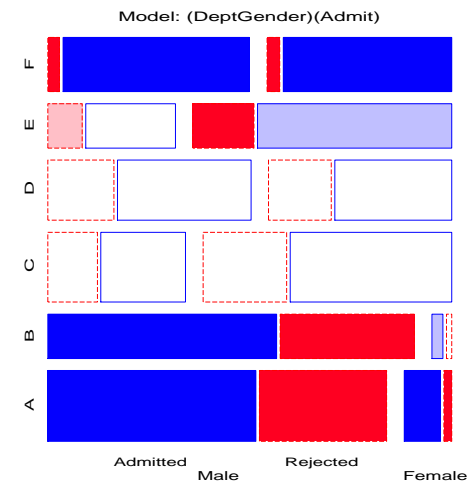 Model: (DeptGender)(Admit)
F
E
D
C
B
A
Admitted Rejected
Male Female